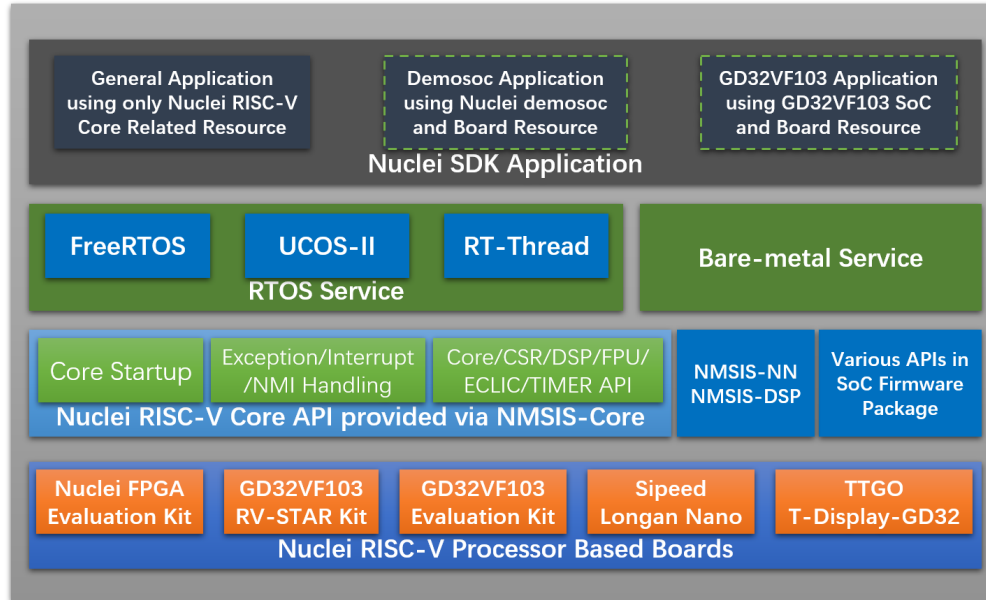 General Application
using only Nuclei RISC-V
Core Related Resource
Demosoc Application
using Nuclei demosoc
and Board Resource
GD32VF103 Application
using GD32VF103 SoC
and Board Resource
Nuclei SDK Application
FreeRTOS
UCOS-II
RT-Thread
RTOS Service
Bare-metal Service
Core Startup
Exception/Interrupt
/NMI Handling
Core/CSR/DSP/FPU/
ECLIC/TIMER API
Nuclei RISC-V Core API provided via NMSIS-Core
NMSIS-NN
NMSIS-DSP
Various APIs in
SoC Firmware
Package
Nuclei FPGA
Evaluation Kit
GD32VF103
RV-STAR Kit
GD32VF103
Evaluation Kit
Sipeed
Longan Nano
TTGO
T-Display-GD32
Nuclei RISC-V Processor Based Boards